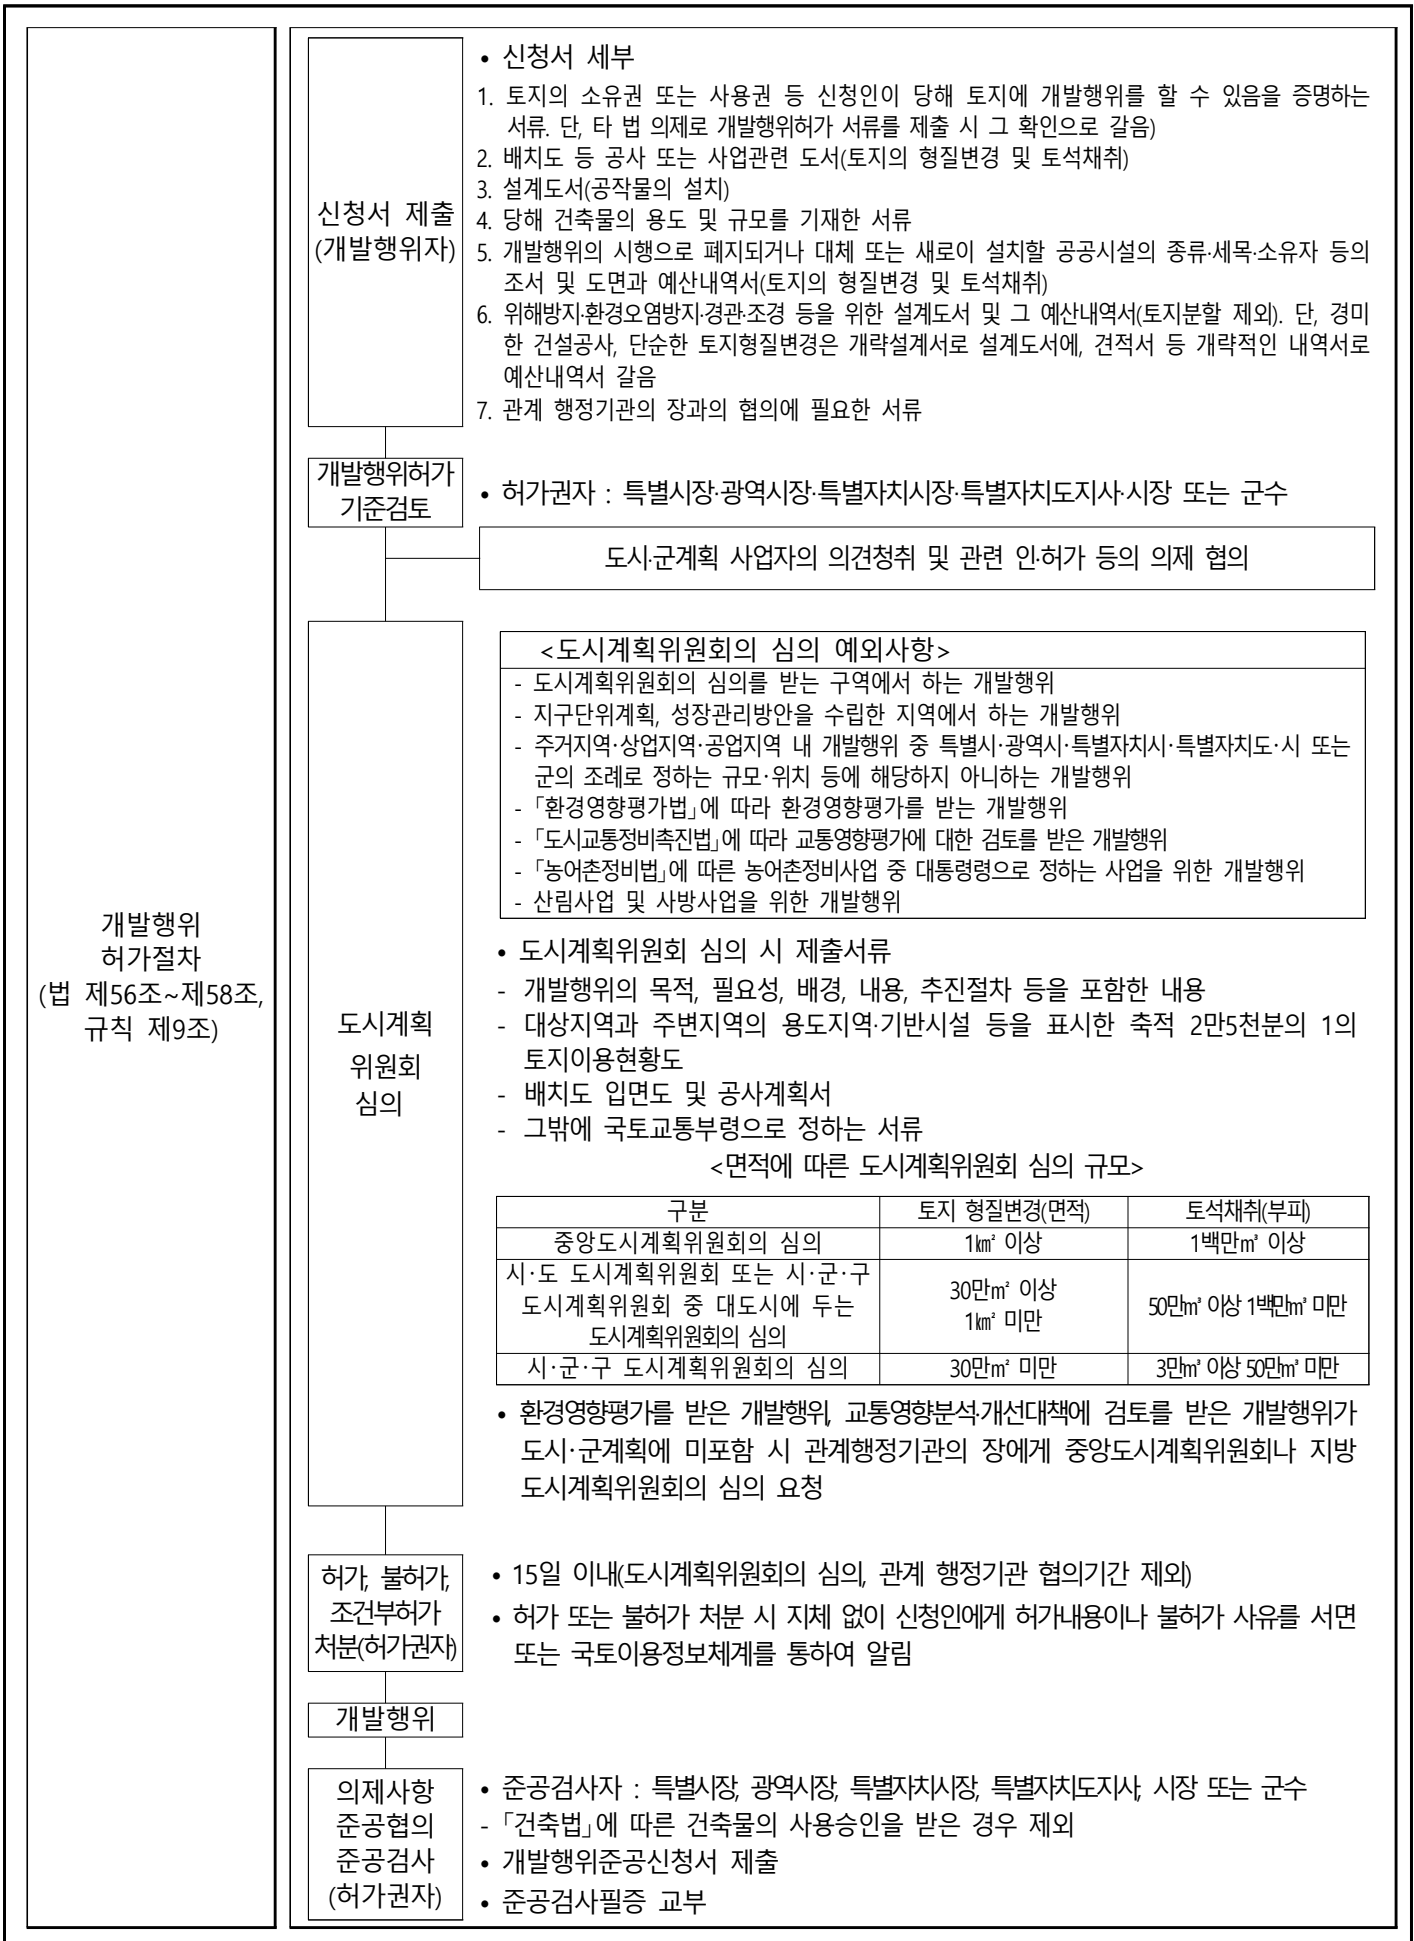 개발행위
허가절차
(법 제56조~제58조,
규칙 제9조)
신청서 제출
(개발행위자)
• 신청서 세부
1. 토지의 소유권 또는 사용권 등 신청인이 당해 토지에 개발행위를 할 수 있음을 증명하는
서류. 단, 타 법 의제로 개발행위허가 서류를 제출 시 그 확인으로 갈음)
2. 배치도 등 공사 또는 사업관련 도서(토지의 형질변경 및 토석채취)
3. 설계도서(공작물의 설치)
4. 당해 건축물의 용도 및 규모를 기재한 서류
5. 개발행위의 시행으로 폐지되거나 대체 또는 새로이 설치할 공공시설의 종류·세목·소유자 등의
조서 및 도면과 예산내역서(토지의 형질변경 및 토석채취)
6. 위해방지·환경오염방지·경관·조경 등을 위한 설계도서 및 그 예산내역서(토지분할 제외). 단, 경미
한 건설공사, 단순한 토지형질변경은 개략설계서로 설계도서에, 견적서 등 개략적인 내역서로
예산내역서 갈음
7. 관계 행정기관의 장과의 협의에 필요한 서류
개발행위허가
기준검토
• 허가권자 : 특별시장·광역시장·특별자치시장·특별자치도지사·시장 또는 군수
도시·군계획 사업자의 의견청취 및 관련 인·허가 등의 의제 협의
도시계획
위원회
심의
<도시계획위원회의 심의 예외사항>
- 도시계획위원회의 심의를 받는 구역에서 하는 개발행위
- 지구단위계획, 성장관리방안을 수립한 지역에서 하는 개발행위
- 주거지역·상업지역·공업지역 내 개발행위 중 특별시·광역시·특별자치시·특별자치도·시 또는
군의 조례로 정하는 규모·위치 등에 해당하지 아니하는 개발행위
- 「환경영향평가법」에 따라 환경영향평가를 받는 개발행위
- 「도시교통정비촉진법」에 따라 교통영향평가에 대한 검토를 받은 개발행위
- 「농어촌정비법」에 따른 농어촌정비사업 중 대통령령으로 정하는 사업을 위한 개발행위
- 산림사업 및 사방사업을 위한 개발행위
• 도시계획위원회 심의 시 제출서류
- 개발행위의 목적, 필요성, 배경, 내용, 추진절차 등을 포함한 내용
- 대상지역과 주변지역의 용도지역·기반시설 등을 표시한 축적 2만5천분의 1의
토지이용현황도
- 배치도 입면도 및 공사계획서
- 그밖에 국토교통부령으로 정하는 서류
<면적에 따른 도시계획위원회 심의 규모>
구분 토지 형질변경(면적) 토석채취(부피)
중앙도시계획위원회의 심의 1㎢ 이상 1백만㎥ 이상
시·도 도시계획위원회 또는 시·군·구
도시계획위원회 중 대도시에 두는
도시계획위원회의 심의
30만㎡ 이상
1㎢ 미만
50만㎥ 이상 1백만㎥ 미만
시·군·구 도시계획위원회의 심의 30만㎡ 미만 3만㎥ 이상 50만㎥ 미만
• 환경영향평가를 받은 개발행위, 교통영향분석·개선대책에 검토를 받은 개발행위가
도시·군계획에 미포함 시 관계행정기관의 장에게 중앙도시계획위원회나 지방
도시계획위원회의 심의 요청
허가, 불허가,
조건부허가
처분(허가권자)
• 15일 이내(도시계획위원회의 심의, 관계 행정기관 협의기간 제외)
• 허가 또는 불허가 처분 시 지체 없이 신청인에게 허가내용이나 불허가 사유를 서면
또는 국토이용정보체계를 통하여 알림
개발행위
의제사항
준공협의
준공검사
(허가권자)
• 준공검사자 : 특별시장, 광역시장, 특별자치시장, 특별자치도지사, 시장 또는 군수
- 「건축법」에 따른 건축물의 사용승인을 받은 경우 제외
• 개발행위준공신청서 제출
• 준공검사필증 교부